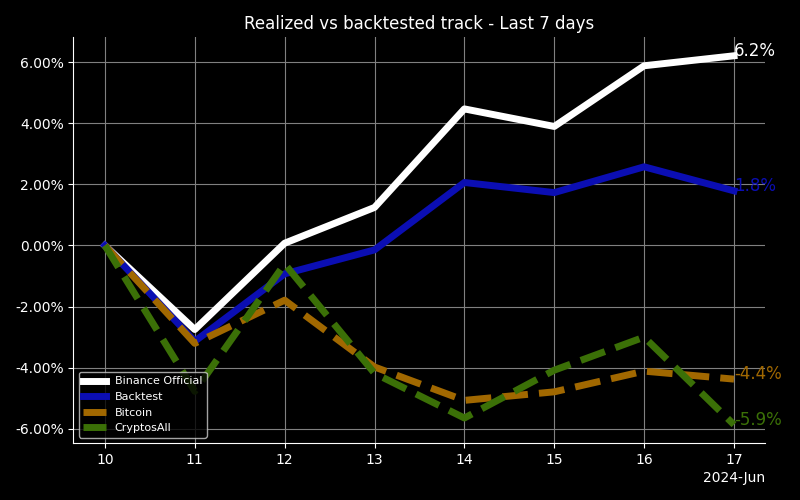 Realized vs backtested track - Last 7 days
6.00%
4.00%
2.00%
0.00%
-2.00%
-4.00%
-6.00%
6.2%
1.8%
-4.4%
-5.9%
Binance Official
Backtest
Bitcoin
CryptosAll
10 11 12 13 14 15 16 17
2024-Jun